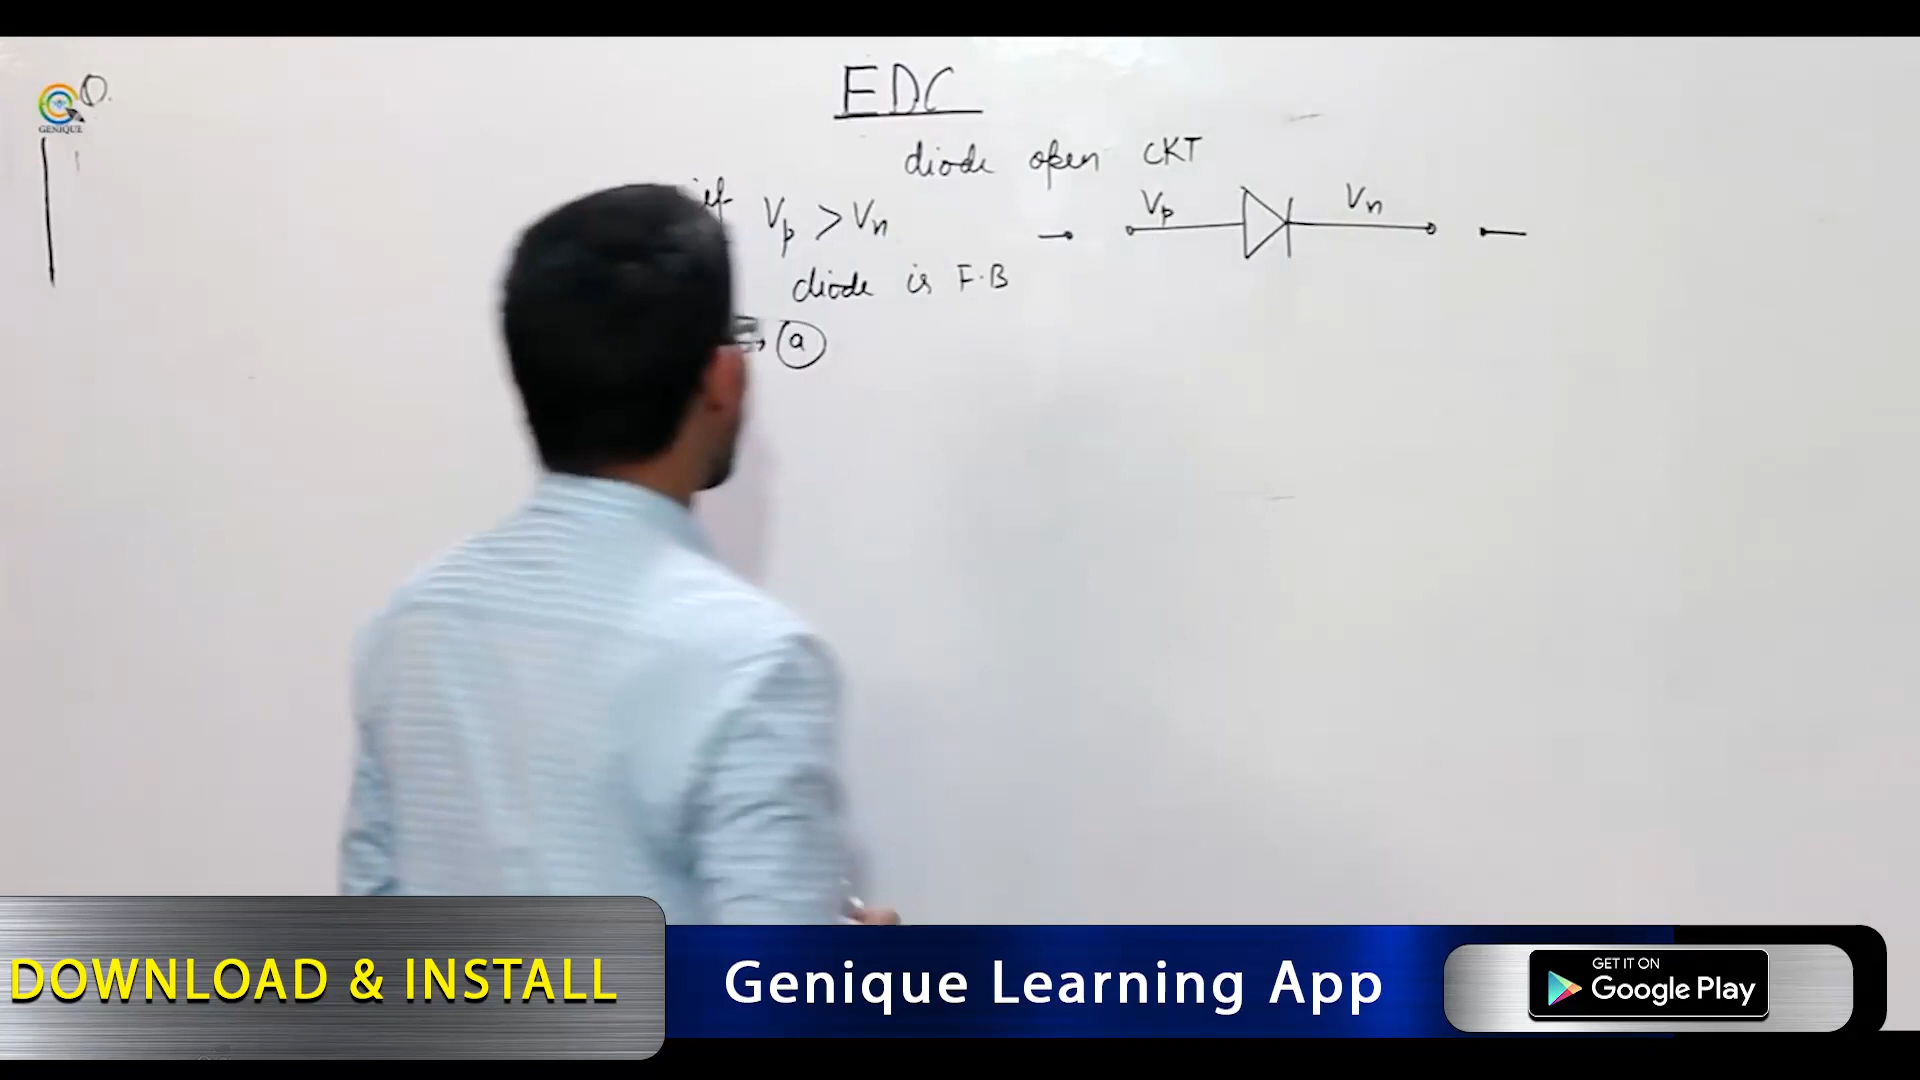 EDC
GENIQUE
diode open CKT
if Vp > Vn
Vp Vn
diode is F.B
a
DOWNLOAD & INSTALL
Genique Learning App
GET IT ON
Google Play